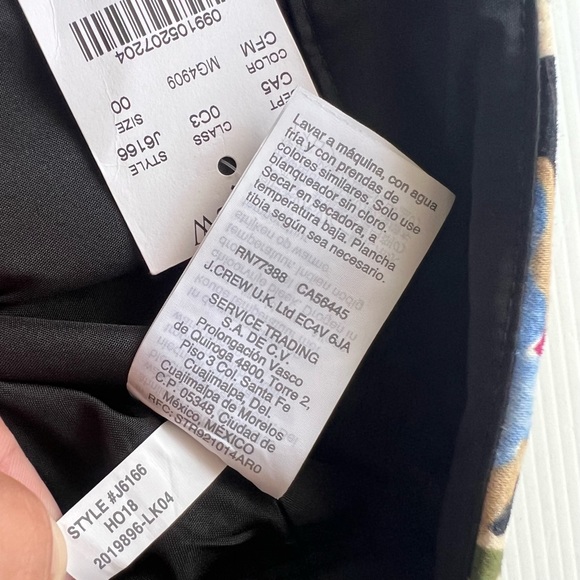 099105207204
MG4909
COLOR
CFM
DEPT
CA5
CLASS
0C3
SIZE
00
STYLE
J6166
Lavar a máquina, con agua
fría y con prendas de
colores similares. Solo use
blanqueador sin cloro.
Secar en secadora, a
temperatura baja. Plancha
tibia según sea necesario.
RN77388 CA56445
J.CREW U.K. Ltd EC4V 6JA
SERVICE TRADING
S.A. DE C.V.
Prolongación Vasco
de Quiroga 4800, Torre 2,
Piso 3 Col. Santa Fe
Cuajimalpa, Del.
Cuajimalpa de Morelos
C.P. 05348, Ciudad de
México, MEXICO
RFC: STR921014AR0
STYLE #J6166
HO18
2019896-LK04